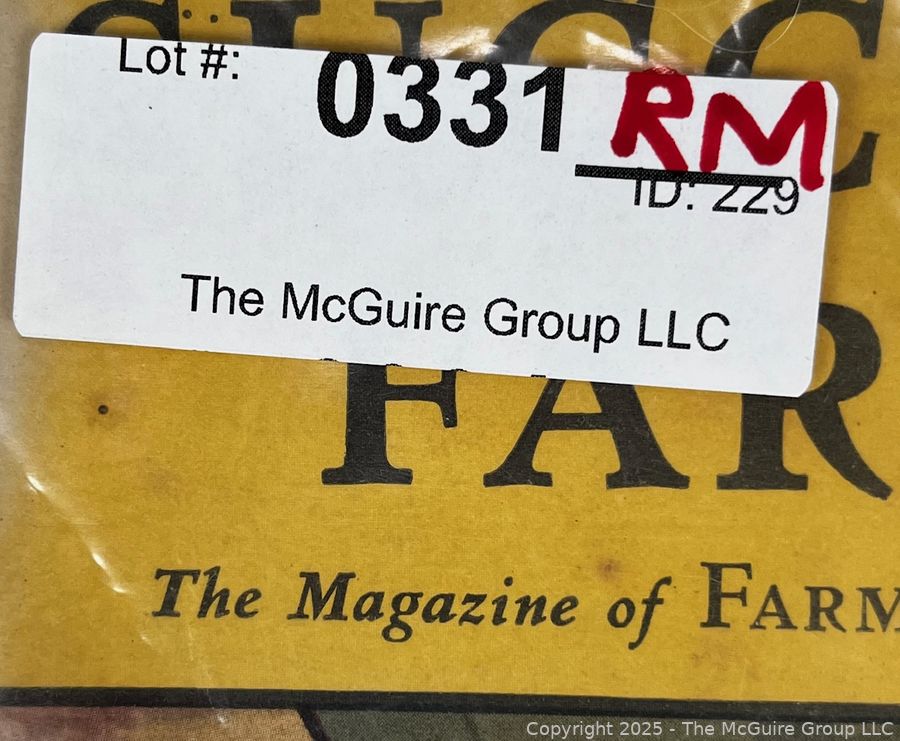 Lot #:
0331 RM
ID: 229
The McGuire Group LLC
FAR
The Magazine of FARM
Copyright 2025 - The McGuire Group LLC